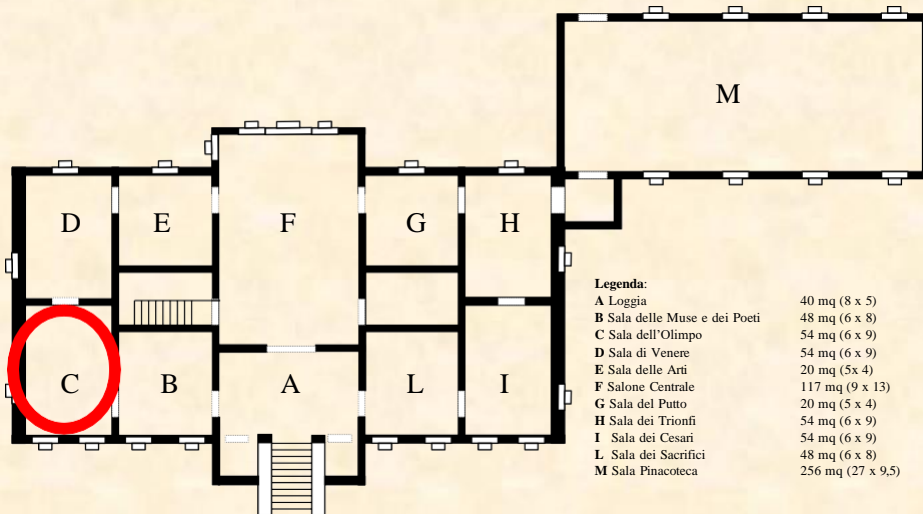 M
D
E
F
G
H
C
B
A
L
I
Legenda:
A Loggia 40 mq (8 x 5)
B Sala delle Muse e dei Poeti 48 mq (6 x 8)
C Sala dell'Olimpo 54 mq (6 x 9)
D Sala di Venere 54 mq (6 x 9)
E Sala delle Arti 20 mq (5x 4)
F Salone Centrale 117 mq (9 x 13)
G Sala del Putto 20 mq (5 x 4)
H Sala dei Trionfi 54 mq (6 x 9)
I Sala dei Cesari 54 mq (6 x 9)
L Sala dei Sacrifici 48 mq (6 x 8)
M Sala Pinacoteca 256 mq (27 x 9,5)